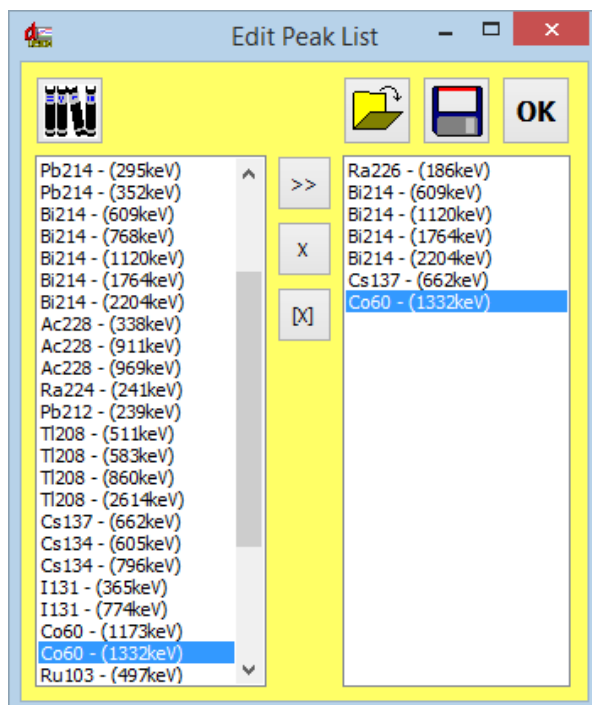 Edit Peak List
OK
Pb214 - (295keV)
Pb214 - (352keV)
Bi214 - (609keV)
Bi214 - (768keV)
Bi214 - (1120keV)
Bi214 - (1764keV)
Bi214 - (2204keV)
Ac228 - (338keV)
Ac228 - (911keV)
Ac228 - (969keV)
Ra224 - (241keV)
Pb212 - (239keV)
Tl208 - (511keV)
Tl208 - (583keV)
Tl208 - (860keV)
Tl208 - (2614keV)
Cs137 - (662keV)
Cs134 - (605keV)
Cs134 - (796keV)
I131 - (365keV)
I131 - (774keV)
Co60 - (1173keV)
Co60 - (1332keV)
Ru103 - (497keV)
>>
X
[X]
Ra226 - (186keV)
Bi214 - (609keV)
Bi214 - (1120keV)
Bi214 - (1764keV)
Bi214 - (2204keV)
Cs137 - (662keV)
Co60 - (1332keV)